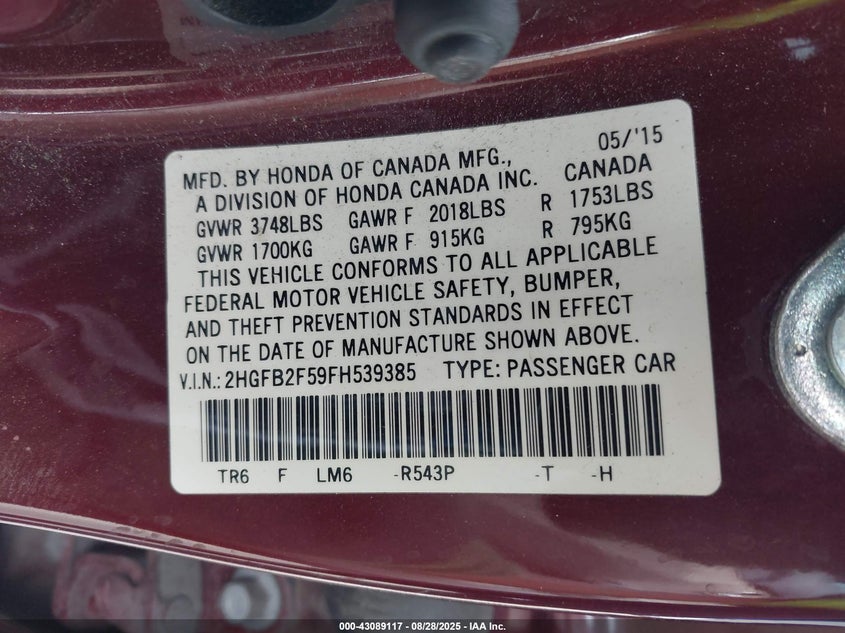 05/'15
MFD. BY HONDA OF CANADA MFG.,
A DIVISION OF HONDA CANADA INC. CANADA
GVWR 3748LBS GAWR F 2018LBS R 1753LBS
GVWR 1700KG GAWR F 915KG R 795KG
THIS VEHICLE CONFORMS TO ALL APPLICABLE
FEDERAL MOTOR VEHICLE SAFETY, BUMPER,
AND THEFT PREVENTION STANDARDS IN EFFECT
ON THE DATE OF MANUFACTURE SHOWN ABOVE.
V.I.N.: 2HGFB2F59FH539385 TYPE: PASSENGER CAR
TR6 F LM6 -R543P -T -H
000-43089117 - 08/28/2025 - IAA Inc.